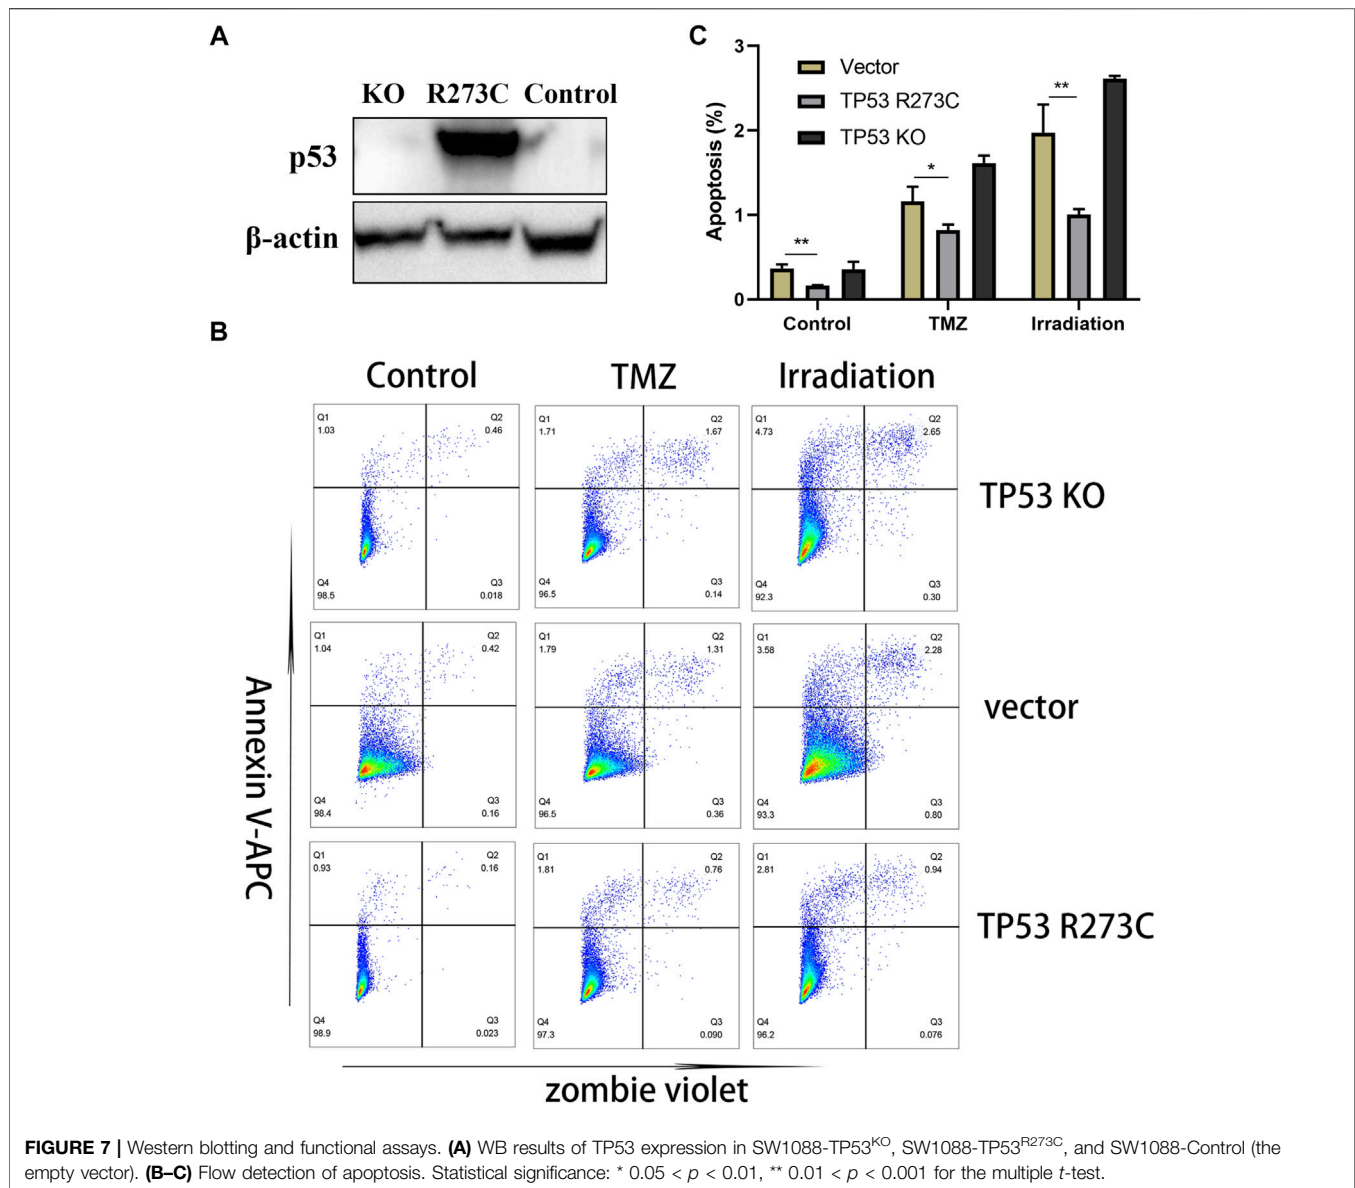 A
KO R273C Control
p53
β-actin
C
3
2
1
0
Apoptosis (%)
Vector
TP53 R273C
TP53 KO
**
*
**
Control TMZ Irradiation
B
Control TMZ Irradiation
Q1 1.03 Q2 0.46 Q4 98.5 Q3 0.018
Q1 1.71 Q2 1.67 Q4 96.5 Q3 0.14
Q1 4.73 Q2 2.65 Q4 92.3 Q3 0.30
TP53 KO
Q1 1.04 Q2 0.42 Q4 98.4 Q3 0.16
Q1 1.79 Q2 1.31 Q4 96.5 Q3 0.36
Q1 3.58 Q2 2.28 Q4 93.3 Q3 0.80
vector
Q1 0.93 Q2 0.16 Q4 98.9 Q3 0.023
Q1 1.81 Q2 0.76 Q4 97.3 Q3 0.090
Q1 2.81 Q2 0.94 Q4 96.2 Q3 0.076
TP53 R273C
Annexin V-APC
zombie violet
FIGURE 7 | Western blotting and functional assays. (A) WB results of TP53 expression in SW1088-TP53KO, SW1088-TP53R273C, and SW1088-Control (the
empty vector). (B–C) Flow detection of apoptosis. Statistical significance: * 0.05 < p < 0.01, ** 0.01 < p < 0.001 for the multiple t-test.